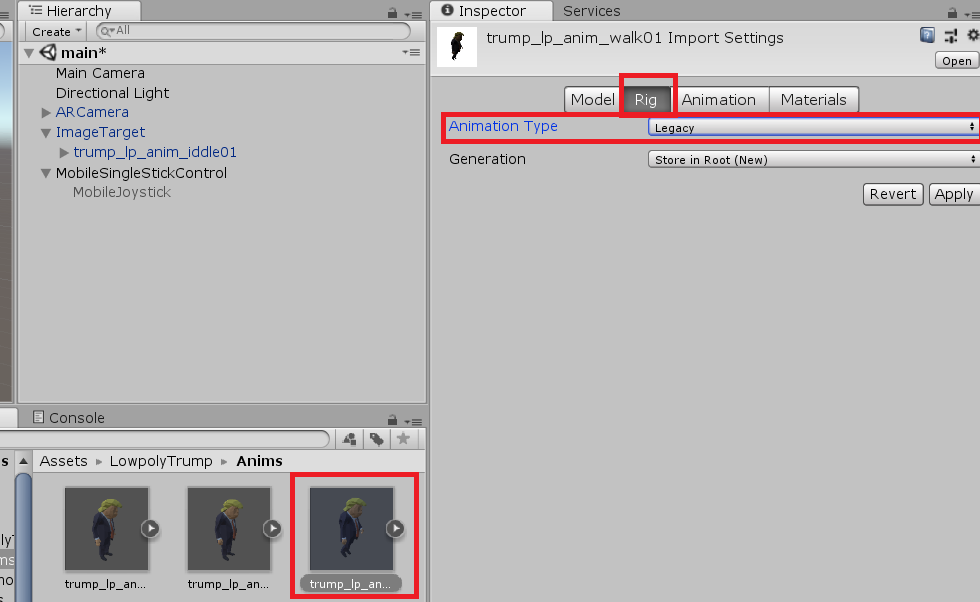 Hierarchy
Create
All
main*
Main Camera
Directional Light
ARCamera
ImageTarget
trump_lp_anim_iddle01
MobileSingleStickControl
MobileJoystick
Inspector Services
trump_lp_anim_walk01 Import Settings
Open
Model Rig Animation Materials
Animation Type Legacy
Generation Store in Root (New)
Revert Apply
Console
Assets LowpolyTrump Anims
trump_lp_an... trump_lp_an... trump_lp_an...